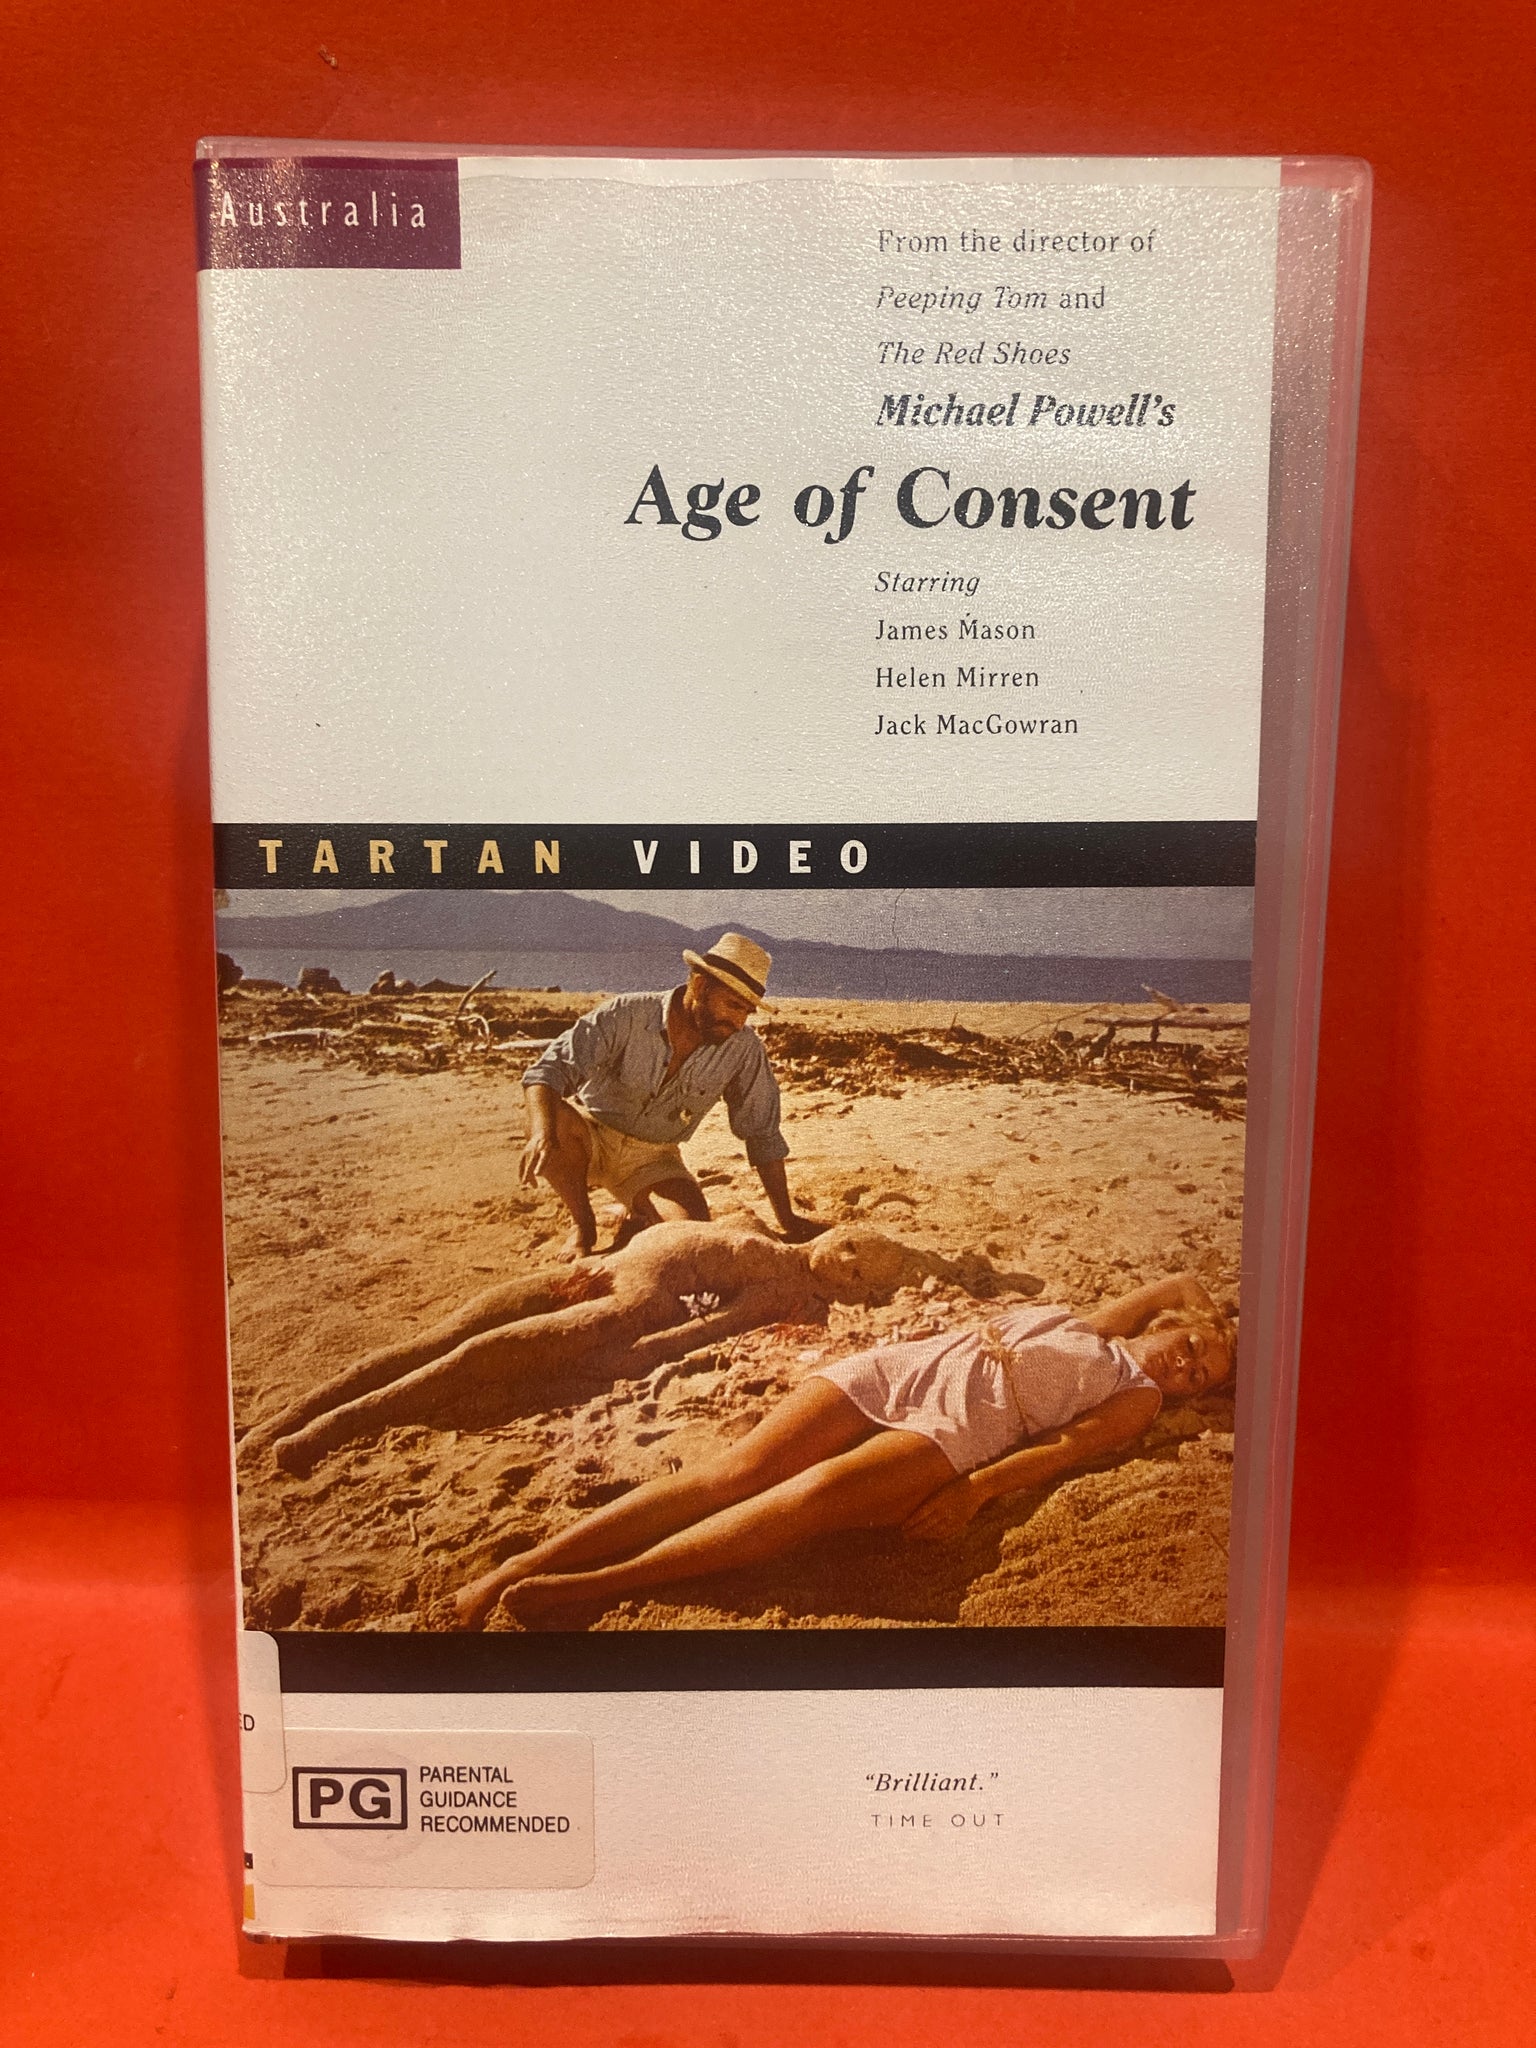 Australia
From the director of
Peeping Tom and
The Red Shoes
Michael Powell's
Age of Consent
Starring
James Mason
Helen Mirren
Jack MacGowran
TARTAN VIDEO
ED
PG
PARENTAL
GUIDANCE
RECOMMENDED
“Brilliant.”
TIME OUT